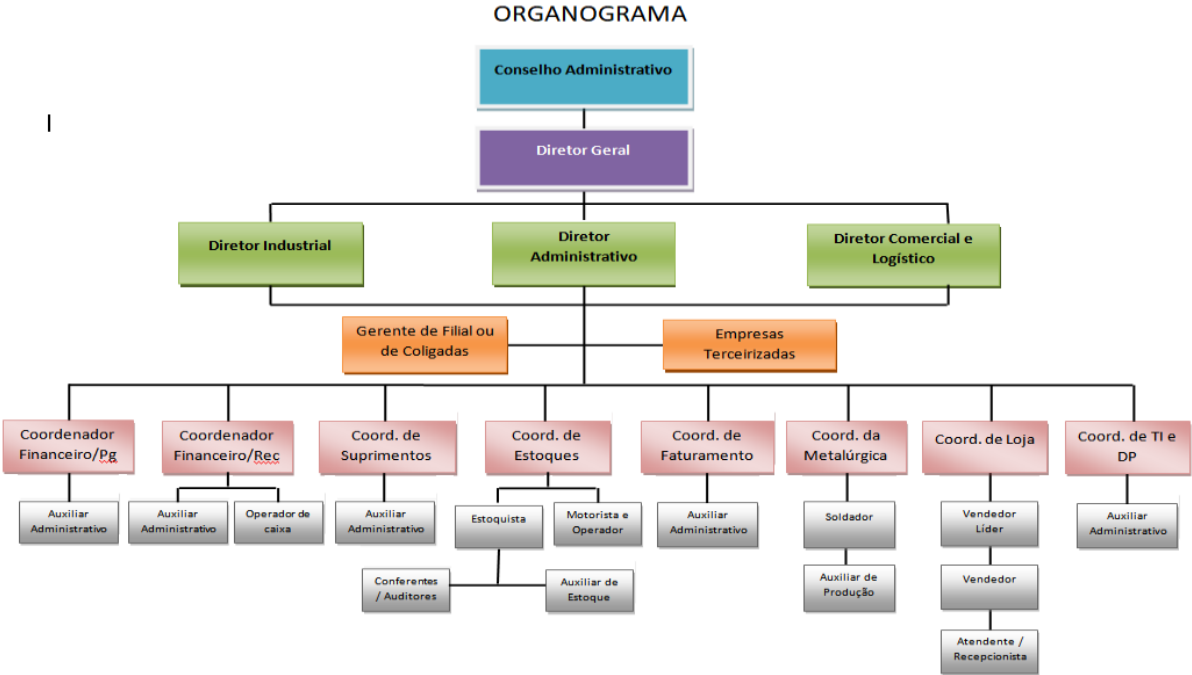 ORGANOGRAMA
Conselho Administrativo
Diretor Geral
Diretor Industrial
Diretor
Administrativo
Diretor Comercial e
Logístico
Gerente de Filial ou
de Coligadas
Empresas
Terceirizadas
Coordenador
Financeiro/Pg
Coordenador
Financeiro/Rec
Coord. de
Suprimentos
Coord. de
Estoques
Coord. de
Faturamento
Coord. da
Metalúrgica
Coord. de Loja
Coord. de TI e
DP
Auxiliar
Administrativo
Auxiliar
Administrativo
Operador de
caixa
Auxiliar
Administrativo
Estoquista
Motorista e
Operador
Auxiliar
Administrativo
Soldador
Vendedor
Líder
Auxiliar
Administrativo
Conferentes
/ Auditores
Auxiliar de
Estoque
Auxiliar de
Produção
Vendedor
Atendente /
Recepcionista